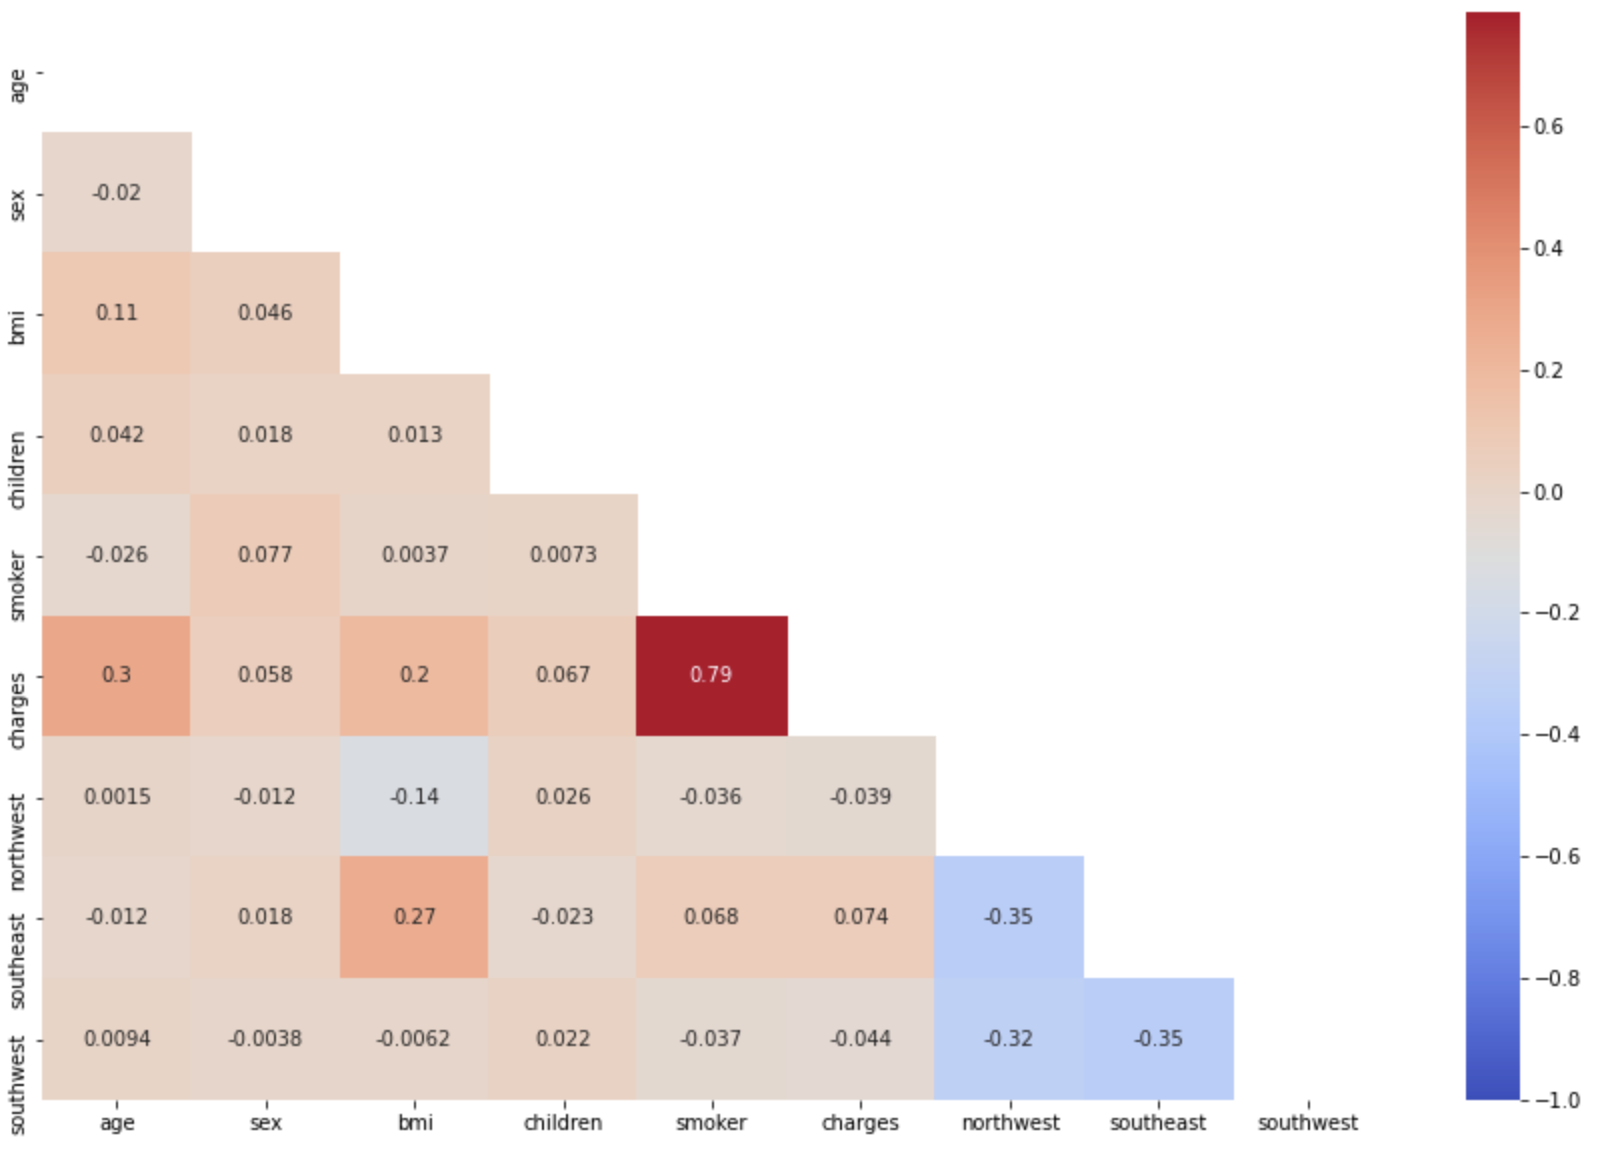 age
sex
-0.02
bmi
0.11 0.046
children
0.042 0.018 0.013
smoker
-0.026 0.077 0.0037 0.0073
charges
0.3 0.058 0.2 0.067 0.79
northwest
0.0015 -0.012 -0.14 0.026 -0.036 -0.039
southeast
-0.012 0.018 0.27 -0.023 0.068 0.074 -0.35
southwest
0.0094 -0.0038 -0.0062 0.022 -0.037 -0.044 -0.32 -0.35
age sex bmi children smoker charges northwest southeast southwest
0.6
0.4
0.2
0.0
−0.2
−0.4
−0.6
−0.8
−1.0